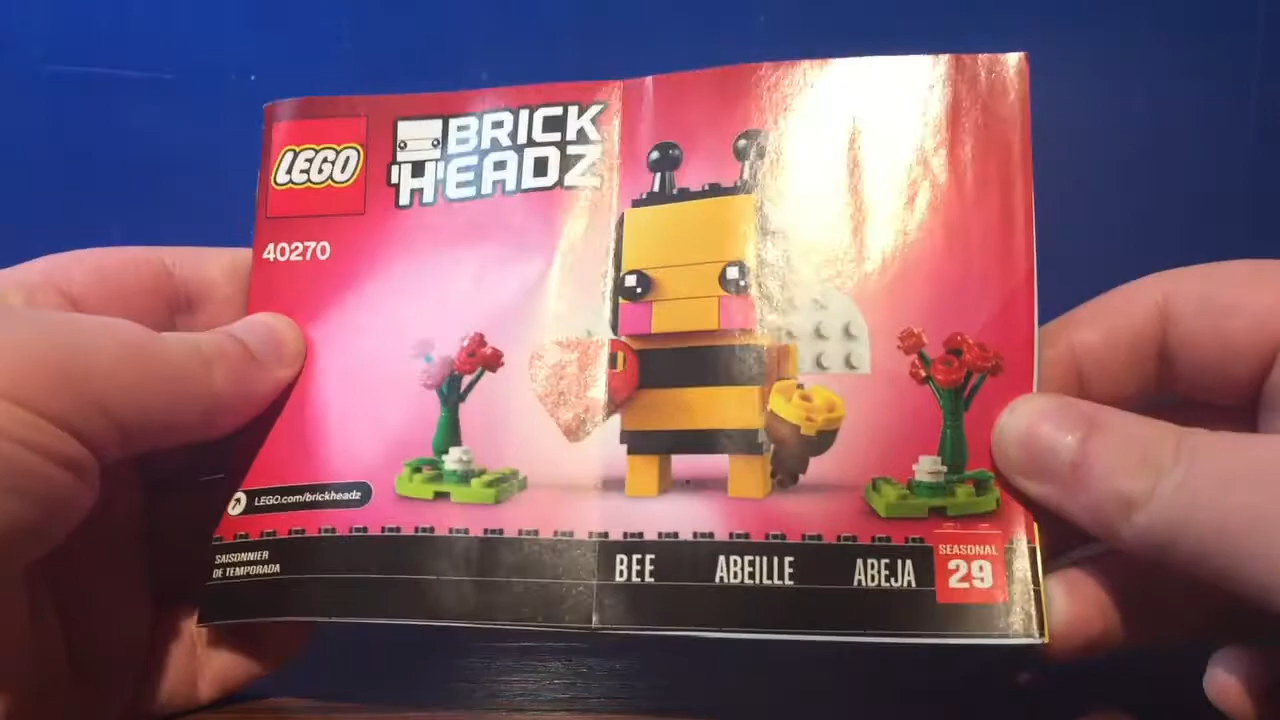 LEGO
BRICK
HEADZ
40270
LEGO.com/brickheadz
SAISONNIER
DE TEMPORADA
BEE ABEILLE ABEJA
SEASONAL
29